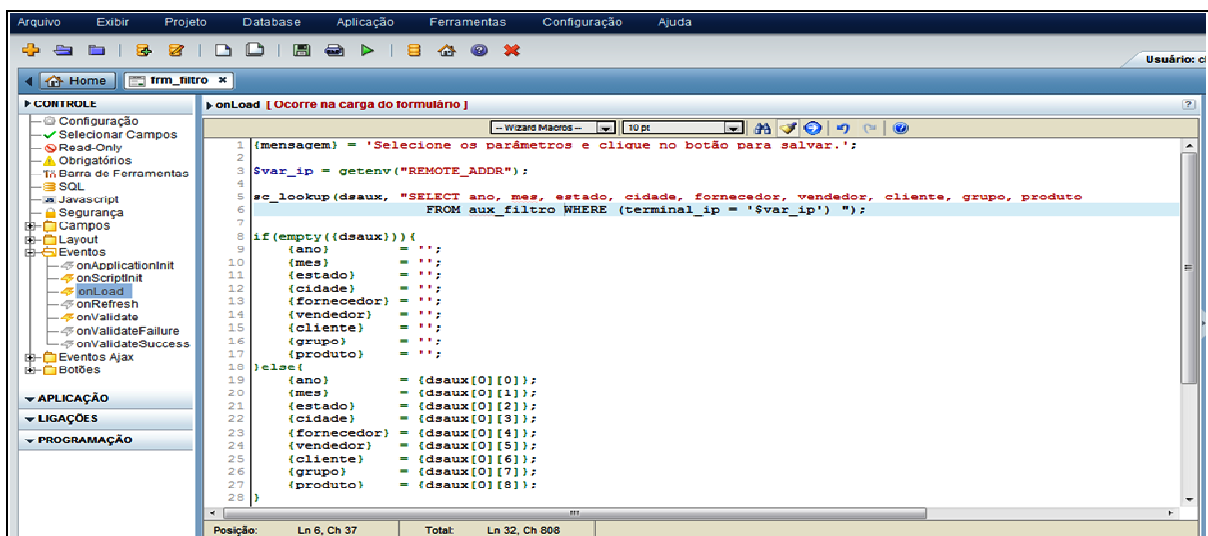 Arquivo Exibir Projeto Database Aplicação Ferramentas Configuração Ajuda
Usuário: cl
Home frm_filtro ×
CONTROLE
Configuração
Selecionar Campos
Read-Only
Obrigatórios
Barra de Ferramentas
SQL
Javascript
Segurança
Campos
Layout
Eventos
onApplicationInit
onScriptInit
onLoad
onRefresh
onValidate
onValidateFailure
onValidateSuccess
Eventos Ajax
Botões
APLICAÇÃO
LIGAÇÕES
PROGRAMAÇÃO
onLoad [ Ocorre na carga do formulário ]
-- Wizard Macros -- 10 pt
1 {mensagem} = 'Selecione os parâmetros e clique no botão para salvar.';
2
3 $var_ip = getenv("REMOTE_ADDR");
4
5 sc_lookup(dsaux, "SELECT ano, mes, estado, cidade, fornecedor, vendedor, cliente, grupo, produto
6 FROM aux_filtro WHERE (terminal_ip = '$var_ip') ");
7
8 if(empty({dsaux})){
9 {ano} = '';
10 {mes} = '';
11 {estado} = '';
12 {cidade} = '';
13 {fornecedor} = '';
14 {vendedor} = '';
15 {cliente} = '';
16 {grupo} = '';
17 {produto} = '';
18 }else{
19 {ano} = {dsaux[0][0]};
20 {mes} = {dsaux[0][1]};
21 {estado} = {dsaux[0][2]};
22 {cidade} = {dsaux[0][3]};
23 {fornecedor} = {dsaux[0][4]};
24 {vendedor} = {dsaux[0][5]};
25 {cliente} = {dsaux[0][6]};
26 {grupo} = {dsaux[0][7]};
27 {produto} = {dsaux[0][8]};
28 }
Posição: Ln 6, Ch 37 Total: Ln 32, Ch 808